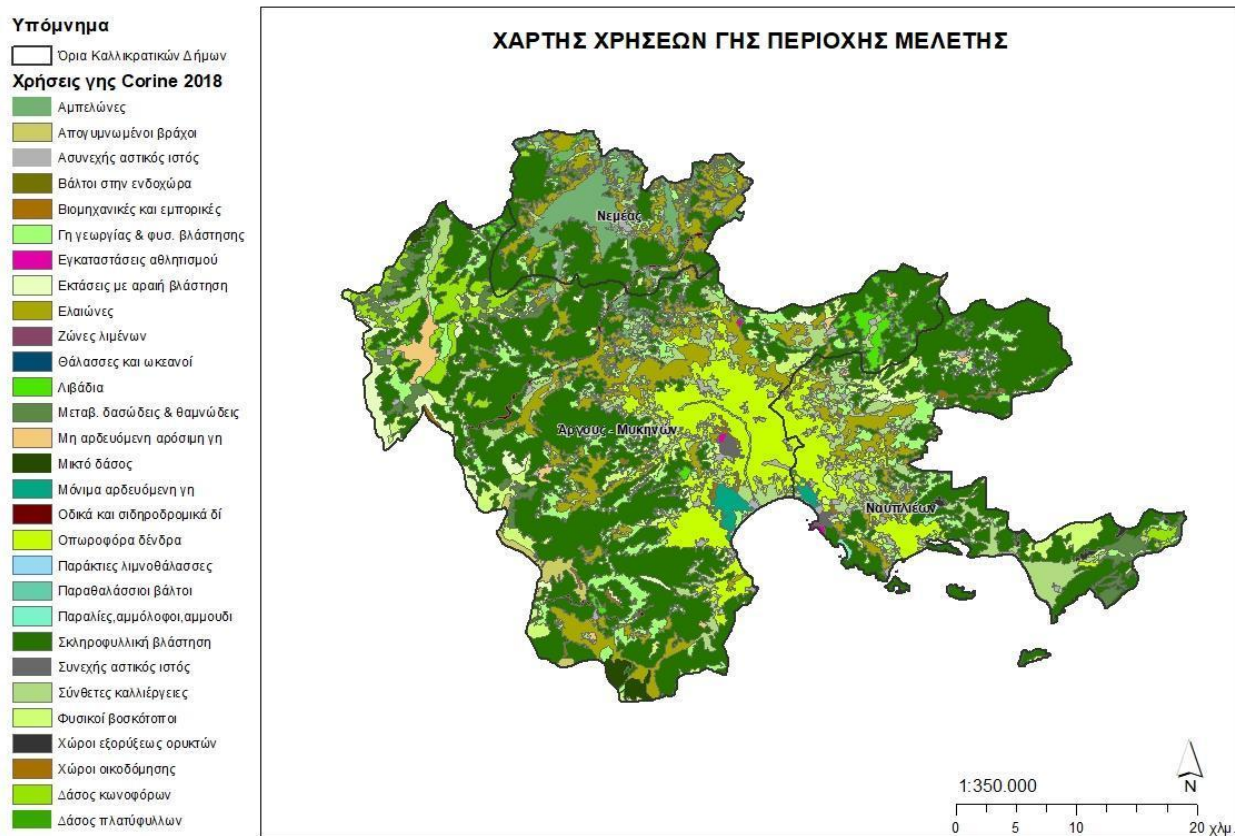 Υπόμνημα
Όρια Καλλικρατικών Δήμων
Χρήσεις γης Corine 2018
Αμπελώνες
Απογυμνωμένοι βράχοι
Ασυνεχής αστικός ιστός
Βάλτοι στην ενδοχώρα
Βιομηχανικές και εμπορικές
Γη γεωργίας & φυσ. βλάστησης
Εγκαταστάσεις αθλητισμού
Εκτάσεις με αραιή βλάστηση
Ελαιώνες
Ζώνες λιμένων
Θάλασσες και ωκεανοί
Λιβάδια
Μεταβ. δασώδεις & θαμνώδεις
Μη αρδευόμενη αρόσιμη γη
Μικτό δάσος
Μόνιμα αρδευόμενη γη
Οδικά και σιδηροδρομικά δί
Οπωροφόρα δένδρα
Παράκτιες λιμνοθάλασσες
Παραθαλάσσιοι βάλτοι
Παραλίες,αμμόλοφοι,αμμουδι
Σκληροφυλλική βλάστηση
Συνεχής αστικός ιστός
Σύνθετες καλλιέργειες
Φυσικοί βοσκότοποι
Χώροι εξορύξεως ορυκτών
Χώροι οικοδόμησης
Δάσος κωνοφόρων
Δάσος πλατύφυλλων
ΧΑΡΤΗΣ ΧΡΗΣΕΩΝ ΓΗΣ ΠΕΡΙΟΧΗΣ ΜΕΛΕΤΗΣ
Νεμέας
Άργους - Μυκηνών
Ναυπλιέων
1:350.000
N
0 5 10 20 χλμ.